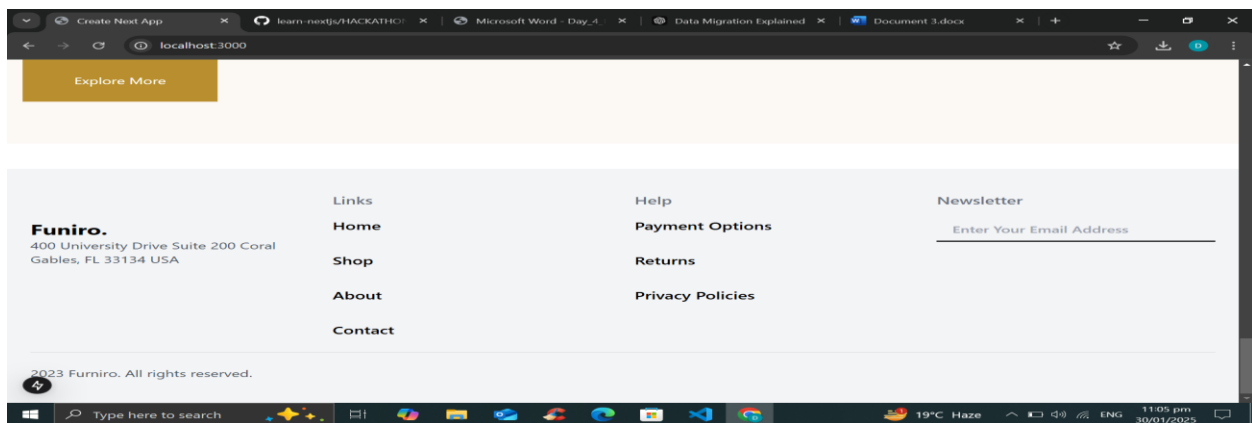 Create Next App
learn-nextjs/HACKATHO
Microsoft Word - Day_4
Data Migration Explained
Document 3.docx
localhost:3000
D
Explore More
Funiro.
400 University Drive Suite 200 Coral
Gables, FL 33134 USA
Links
Home
Shop
About
Contact
Help
Payment Options
Returns
Privacy Policies
Newsletter
Enter Your Email Address
2023 Furniro. All rights reserved.
Type here to search
19°C Haze
ENG
11:05 pm
30/01/2025